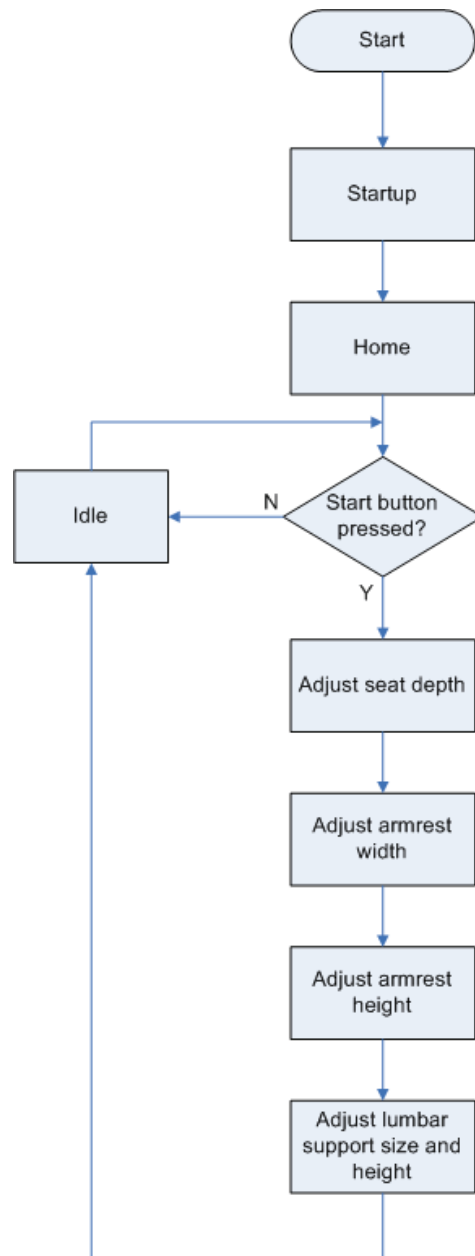 Start
Startup
Home
Idle
N
Start button
pressed?
Y
Adjust seat depth
Adjust armrest
width
Adjust armrest
height
Adjust lumbar
support size and
height